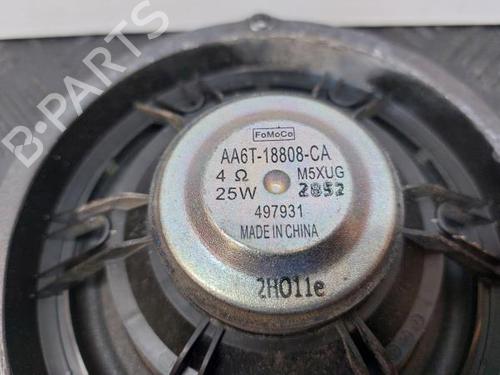 FoMoCo
AA6T-18808-CA
4 Ω M5XUG
25W 2852
497931
MADE IN CHINA
2H011e
B-PARTS